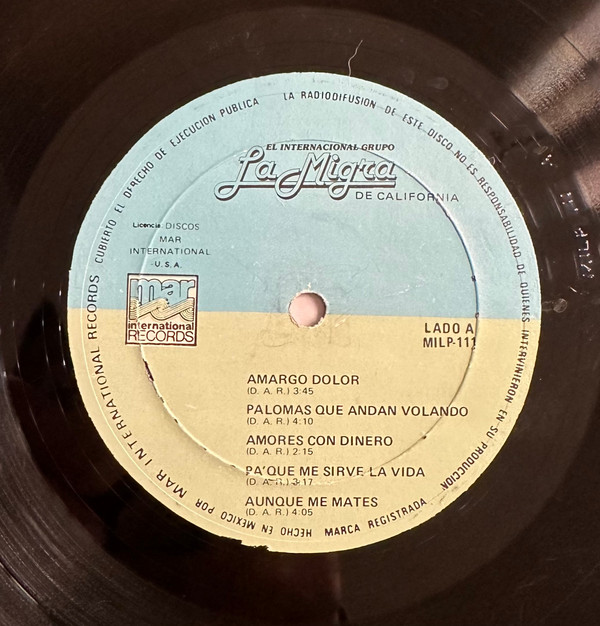 CUBIERTO EL DERECHO DE EJECUCION PUBLICA
LA RADIODIFUSION DE ESTE DISCO NO ES RESPONSABILIDAD DE QUIENES INTERVINIERON EN SU PRODUCCION
EL INTERNACIONAL GRUPO
La Migra
DE CALIFORNIA
Licencia DISCOS
MAR
INTERNATIONAL
U.S.A.
mar
international
RECORDS
LADO A
MILP-111
AMARGO DOLOR
(D. A. R.) 3:45
PALOMAS QUE ANDAN VOLANDO
(D. A. R.) 4:10
AMORES CON DINERO
(D. A. R.) 2:15
PA'QUE ME SIRVE LA VIDA
(D. A. R.) 3:17
AUNQUE ME MATES
(D. A. R.) 4:05
MARCA REGISTRADA
HECHO EN MEXICO POR MAR INTERNATIONAL RECORDS